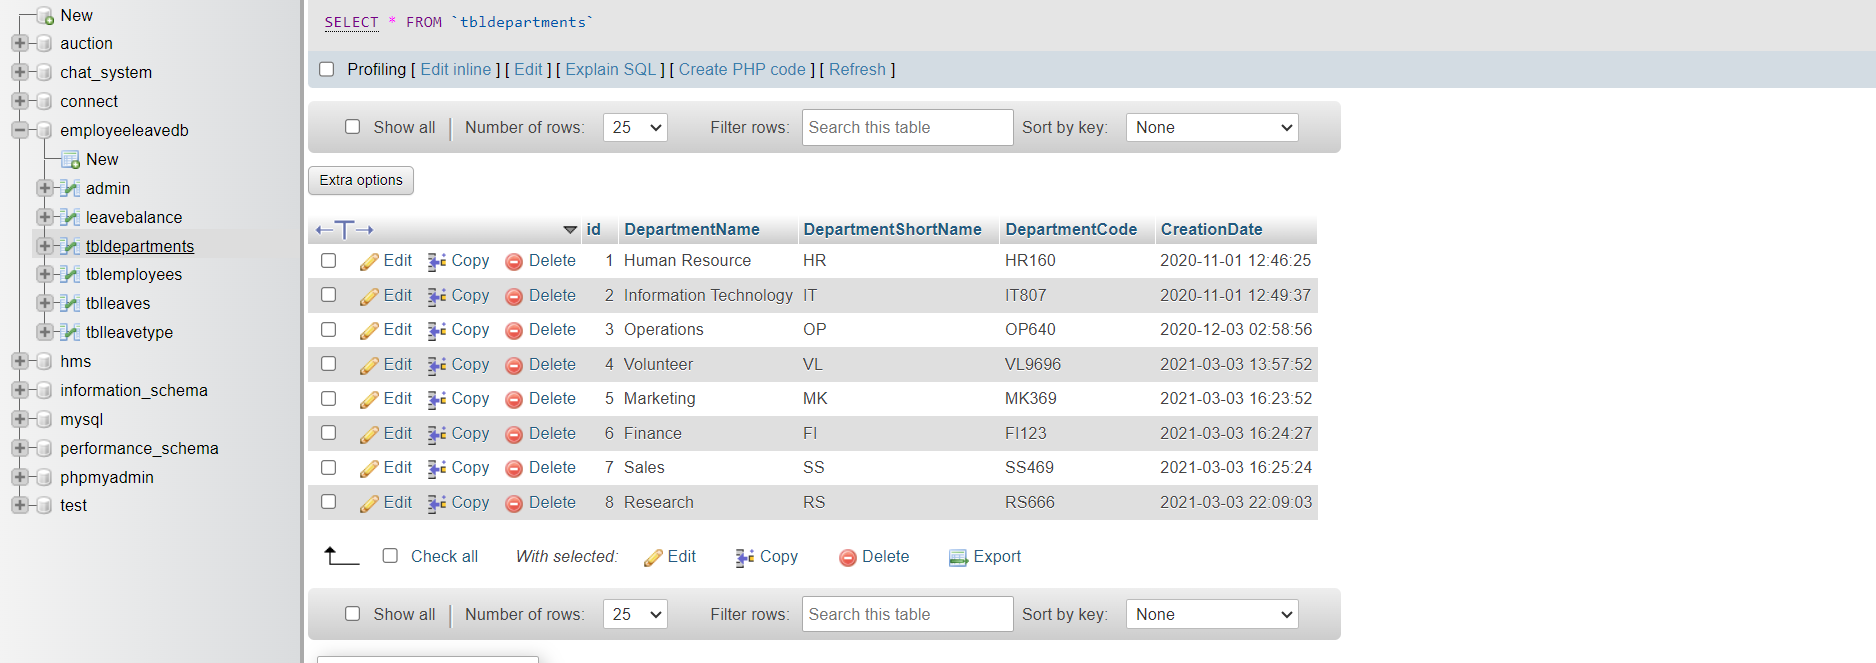 New
auction
chat_system
connect
employeeleavedb
New
admin
leavebalance
tbldepartments
tblemployees
tblleaves
tblleavetype
hms
information_schema
mysql
performance_schema
phpmyadmin
test
SELECT * FROM `tbldepartments`
Profiling [ Edit inline ] [ Edit ] [ Explain SQL ] [ Create PHP code ] [ Refresh ]
Show all | Number of rows: 25 Filter rows: Search this table Sort by key: None
Extra options
←T→ id DepartmentName DepartmentShortName DepartmentCode CreationDate
Edit Copy Delete 1 Human Resource HR HR160 2020-11-01 12:46:25
Edit Copy Delete 2 Information Technology IT IT807 2020-11-01 12:49:37
Edit Copy Delete 3 Operations OP OP640 2020-12-03 02:58:56
Edit Copy Delete 4 Volunteer VL VL9696 2021-03-03 13:57:52
Edit Copy Delete 5 Marketing MK MK369 2021-03-03 16:23:52
Edit Copy Delete 6 Finance FI FI123 2021-03-03 16:24:27
Edit Copy Delete 7 Sales SS SS469 2021-03-03 16:25:24
Edit Copy Delete 8 Research RS RS666 2021-03-03 22:09:03
Check all With selected: Edit Copy Delete Export
Show all | Number of rows: 25 Filter rows: Search this table Sort by key: None